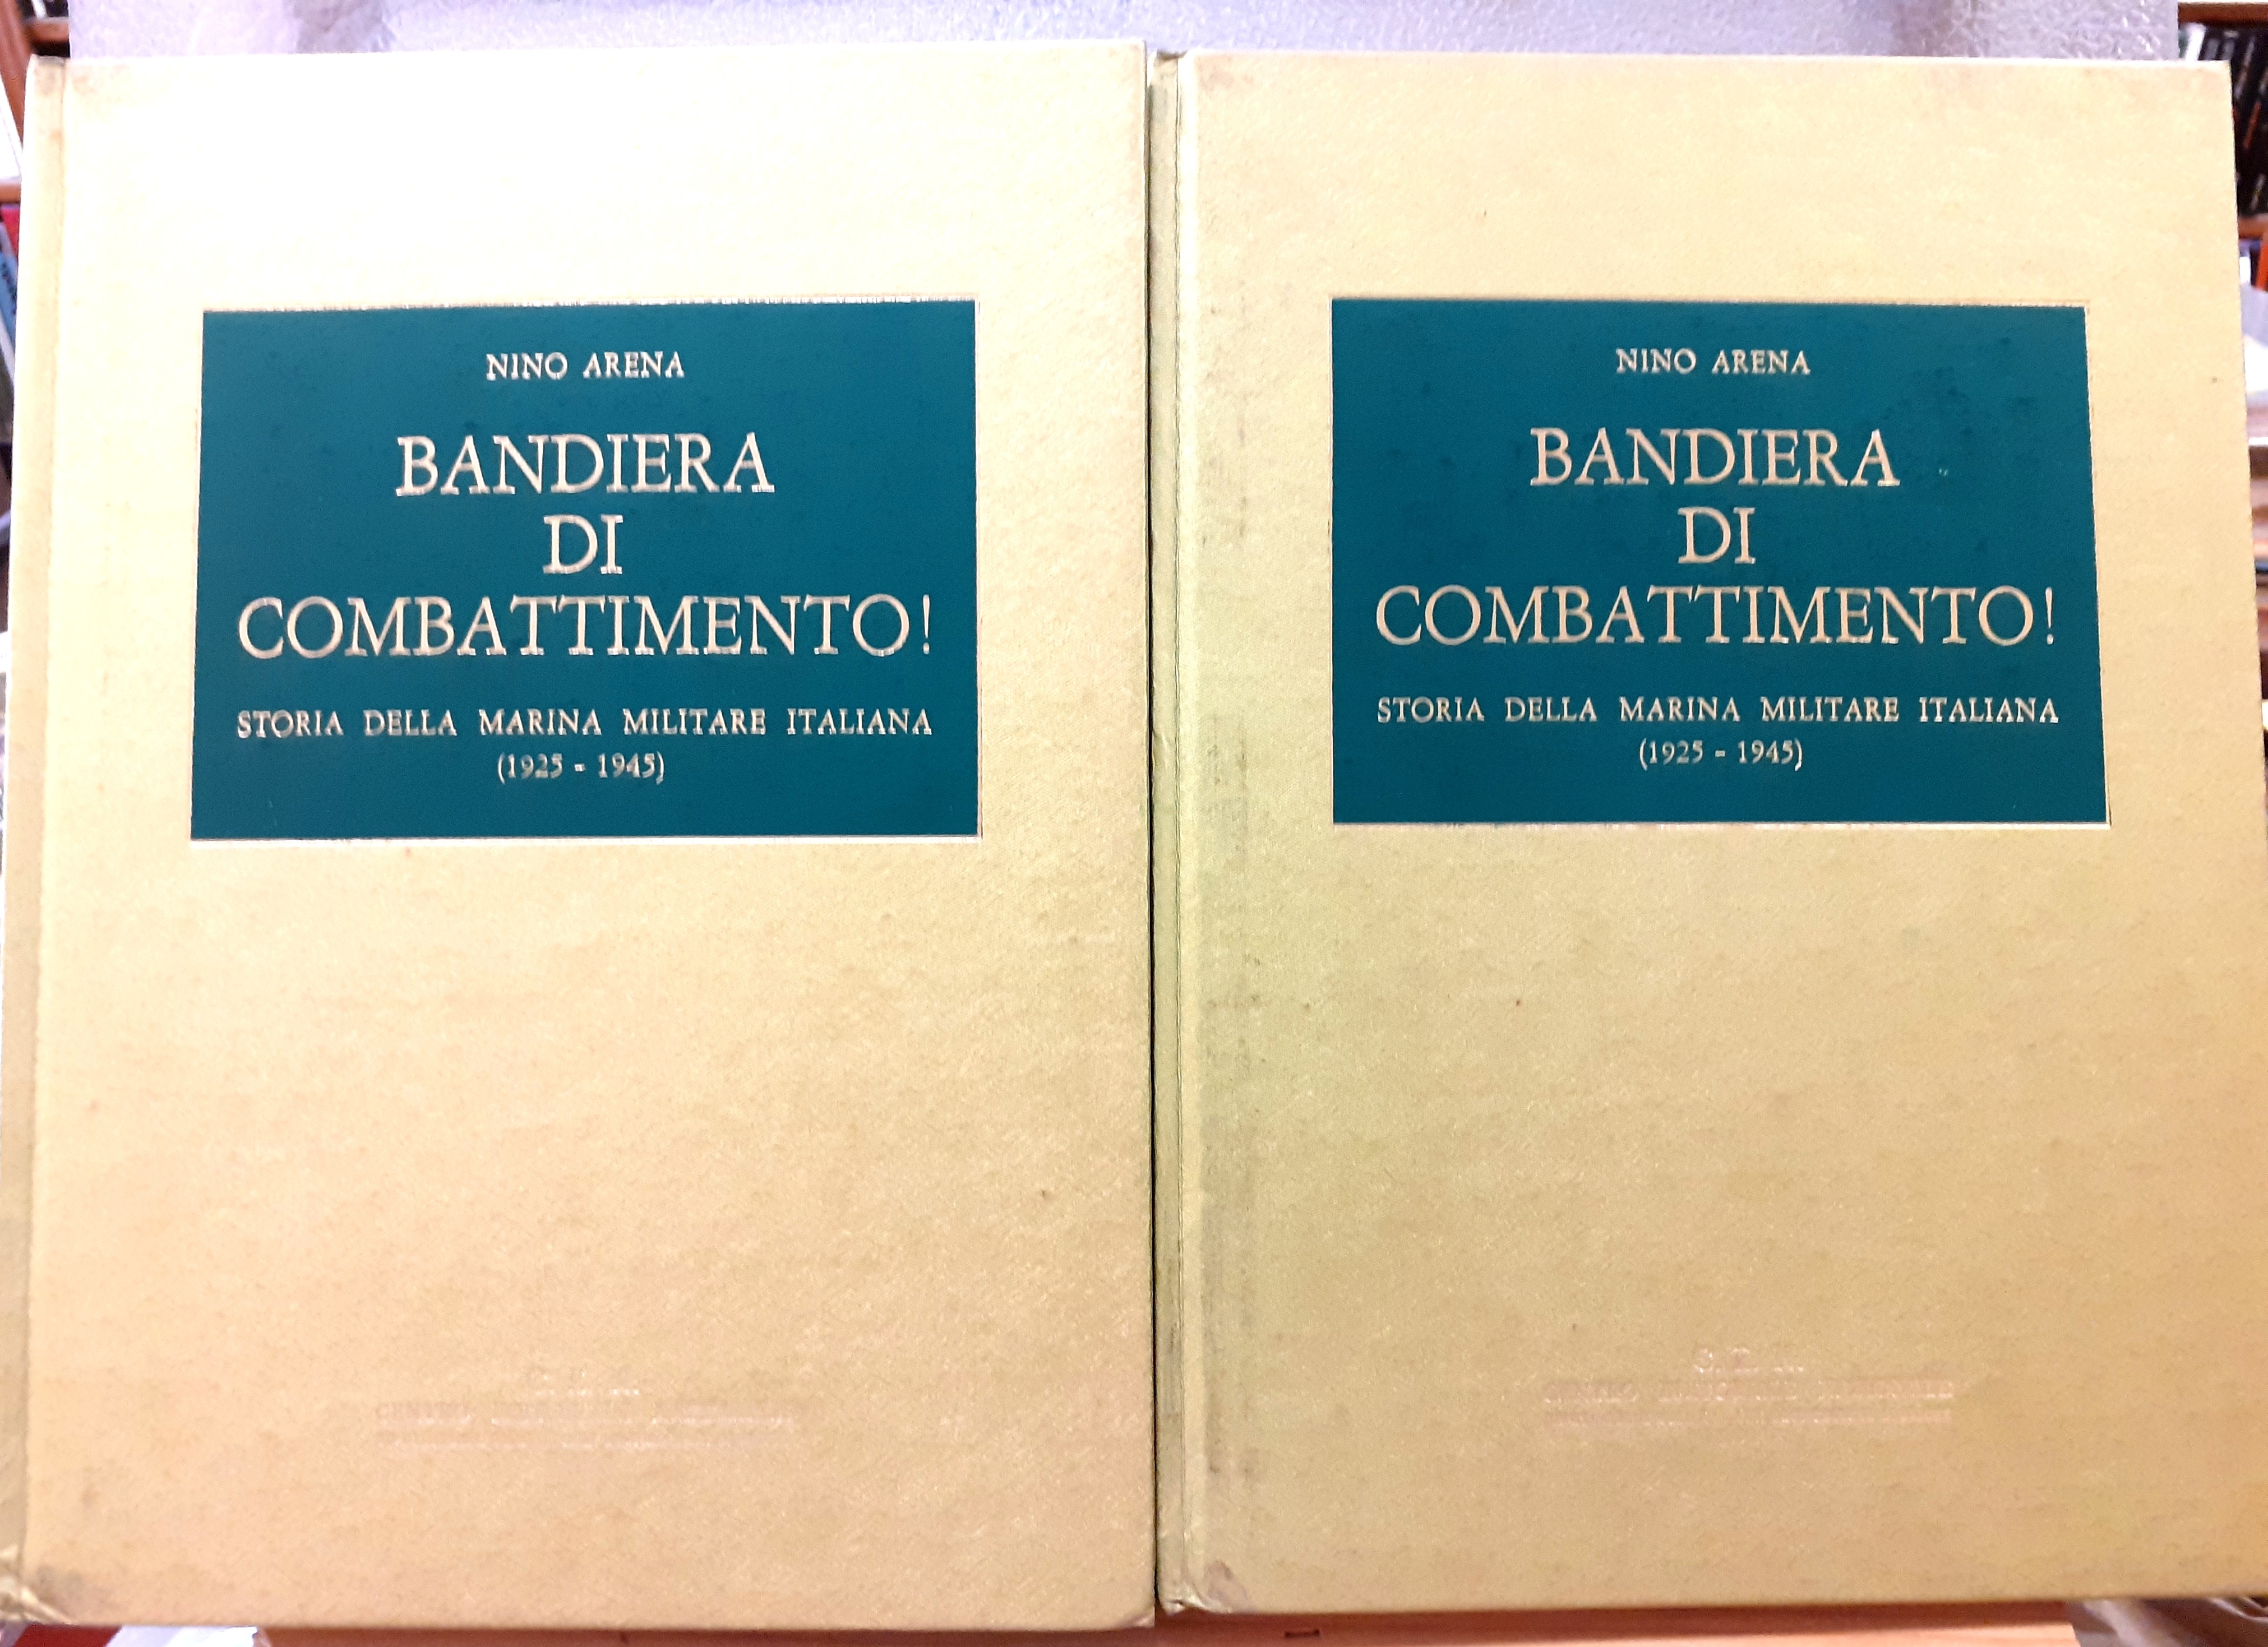 NINO ARENA
BANDIERA
DI
COMBATTIMENTO!
STORIA DELLA MARINA MILITARE ITALIANA
(1925 - 1945)
NINO ARENA
BANDIERA
DI
COMBATTIMENTO!
STORIA DELLA MARINA MILITARE ITALIANA
(1925 - 1945)